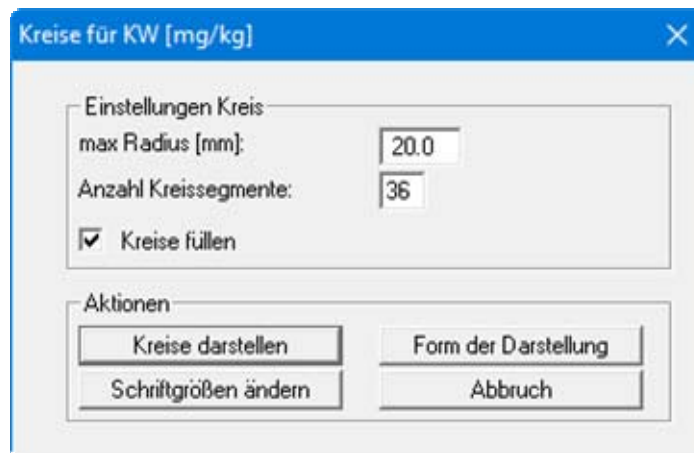 Kreise für KW [mg/kg]
Einstellungen Kreis
max Radius [mm]: 20.0
Anzahl Kreissegmente: 36
Kreise füllen
Aktionen
Kreise darstellen Form der Darstellung
Schriftgrößen ändern Abbruch